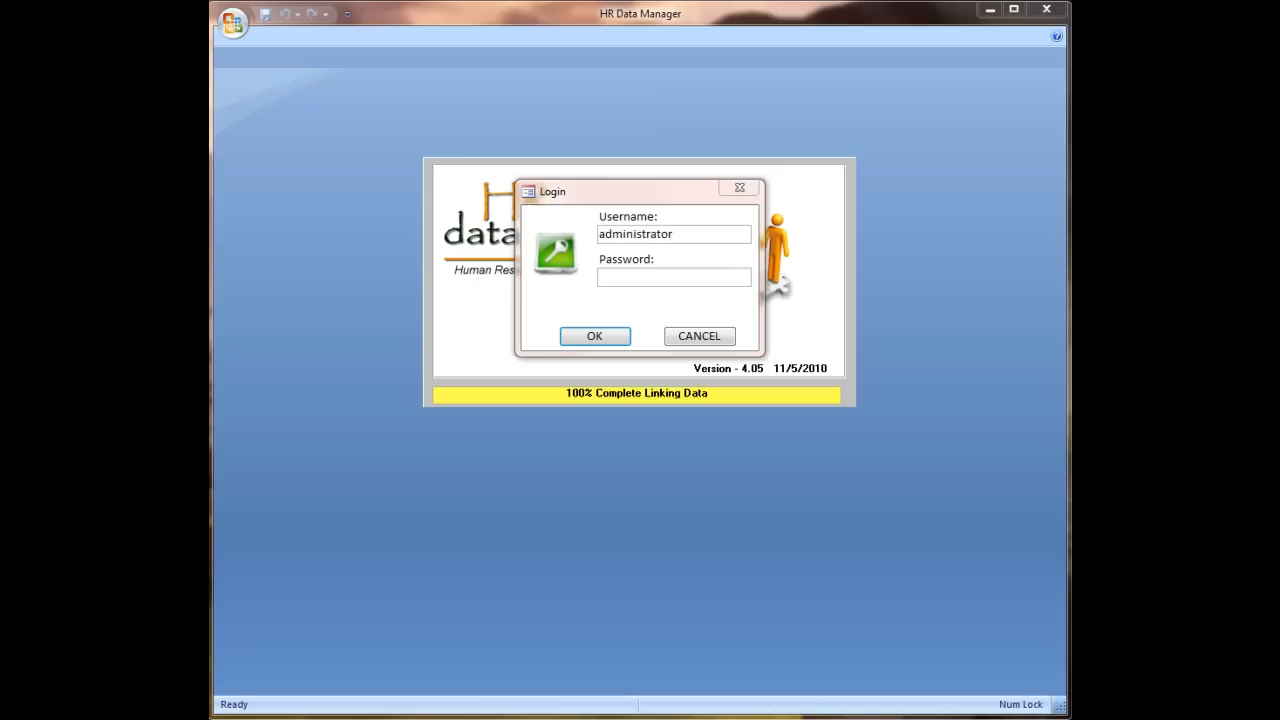 HR Data Manager
Login
Username:
administrator
Password:
OK
CANCEL
H
data
Human Res
Version - 4.05 11/5/2010
100% Complete Linking Data
Ready
Num Lock